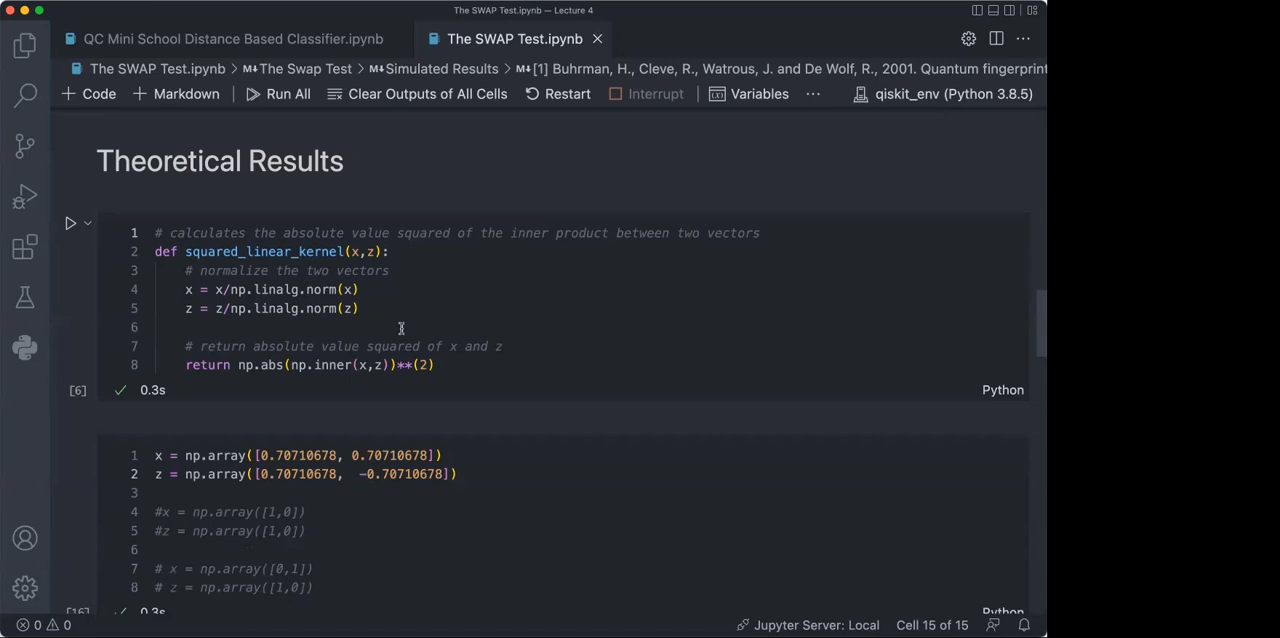 The SWAP Test.ipynb — Lecture 4
QC Mini School Distance Based Classifier.ipynb
The SWAP Test.ipynb
The SWAP Test.ipynb > M↓The Swap Test > M↓Simulated Results > M↓[1] Buhrman, H., Cleve, R., Watrous, J. and De Wolf, R., 2001. Quantum fingerprint
+ Code + Markdown Run All Clear Outputs of All Cells Restart Interrupt Variables ... qiskit_env (Python 3.8.5)
Theoretical Results
1 # calculates the absolute value squared of the inner product between two vectors
2 def squared_linear_kernel(x,z):
3 # normalize the two vectors
4 x = x/np.linalg.norm(x)
5 z = z/np.linalg.norm(z)
6
7 # return absolute value squared of x and z
8 return np.abs(np.inner(x,z))**(2)
[6] ✓ 0.3s Python
1 x = np.array([0.70710678, 0.70710678])
2 z = np.array([0.70710678,  -0.70710678])
3
4 #x = np.array([1,0])
5 #z = np.array([1,0])
6
7 # x = np.array([0,1])
8 # z = np.array([1,0])
[16] ✓ 0.3s Python
0 0 Jupyter Server: Local Cell 15 of 15